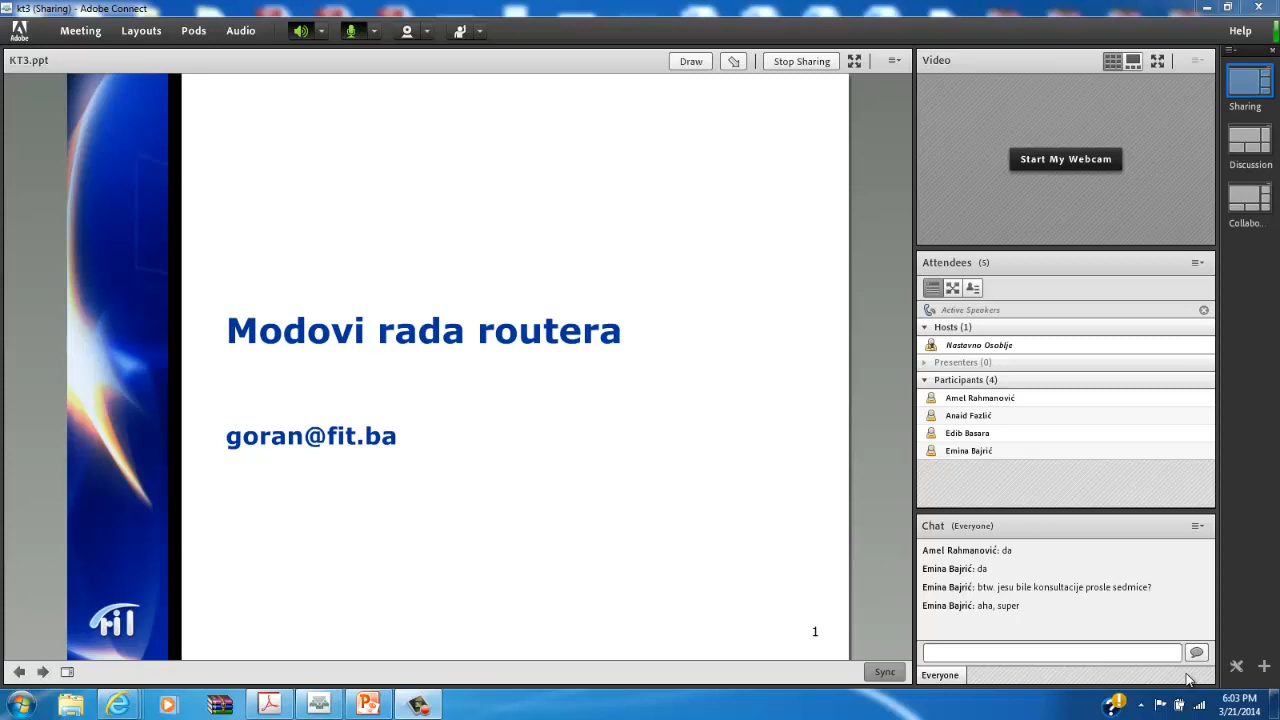 kt3 (Sharing) - Adobe Connect
Adobe
Meeting
Layouts
Pods
Audio
Help
KT3.ppt
Draw
Stop Sharing
Video
Start My Webcam
Sharing
Discussion
Collabo...
Modovi rada routera
goran@fit.ba
1
Sync
Attendees (5)
Active Speakers
Hosts (1)
Nastavno Osoblje
Presenters (0)
Participants (4)
Amel Rahmanović
Anaid Fazlić
Edib Basara
Emina Bajrić
Chat (Everyone)
Amel Rahmanović: da
Emina Bajrić: da
Emina Bajrić: btw. jesu bile konsultacije prosle sedmice?
Emina Bajrić: aha, super
Everyone
6:03 PM
3/21/2014